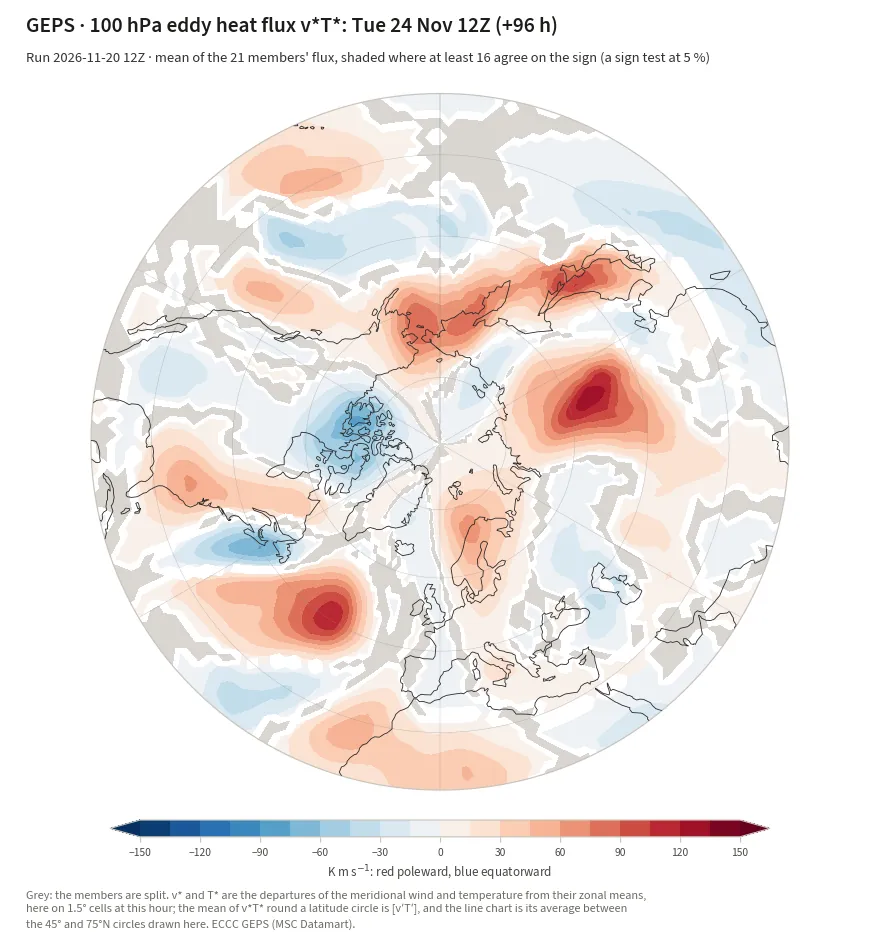 GEPS · 100 hPa eddy heat flux v*T*: Tue 24 Nov 12Z (+96 h)
Run 2026-11-20 12Z · mean of the 21 members' flux, shaded where at least 16 agree on the sign (a sign test at 5 %)
−150 −120 −90 −60 −30 0 30 60 90 120 150
K m s⁻¹: red poleward, blue equatorward
Grey: the members are split. v* and T* are the departures of the meridional wind and temperature from their zonal means,
here on 1.5° cells at this hour; the mean of v*T* round a latitude circle is [v′T′], and the line chart is its average between
the 45° and 75°N circles drawn here. ECCC GEPS (MSC Datamart).